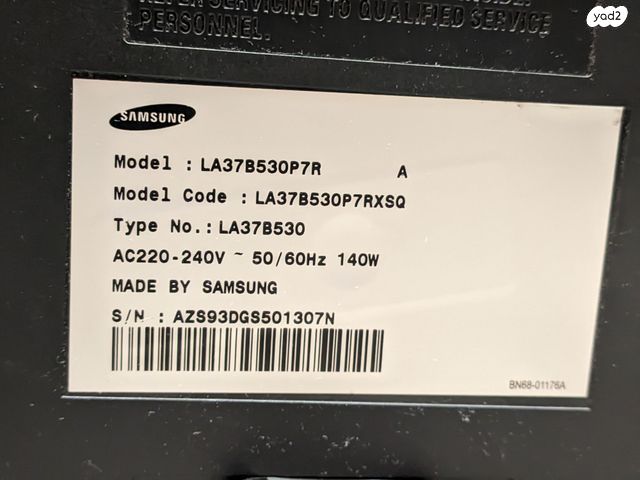 REFER SERVICING TO QUALIFIED SERVICE
PERSONNEL.
yad2
SAMSUNG
Model : LA37B530P7R A
Model Code : LA37B530P7RXSQ
Type No.: LA37B530
AC220-240V ~ 50/60Hz 140W
MADE BY SAMSUNG
S/N : AZS93DGS501307N
BN68-01176A